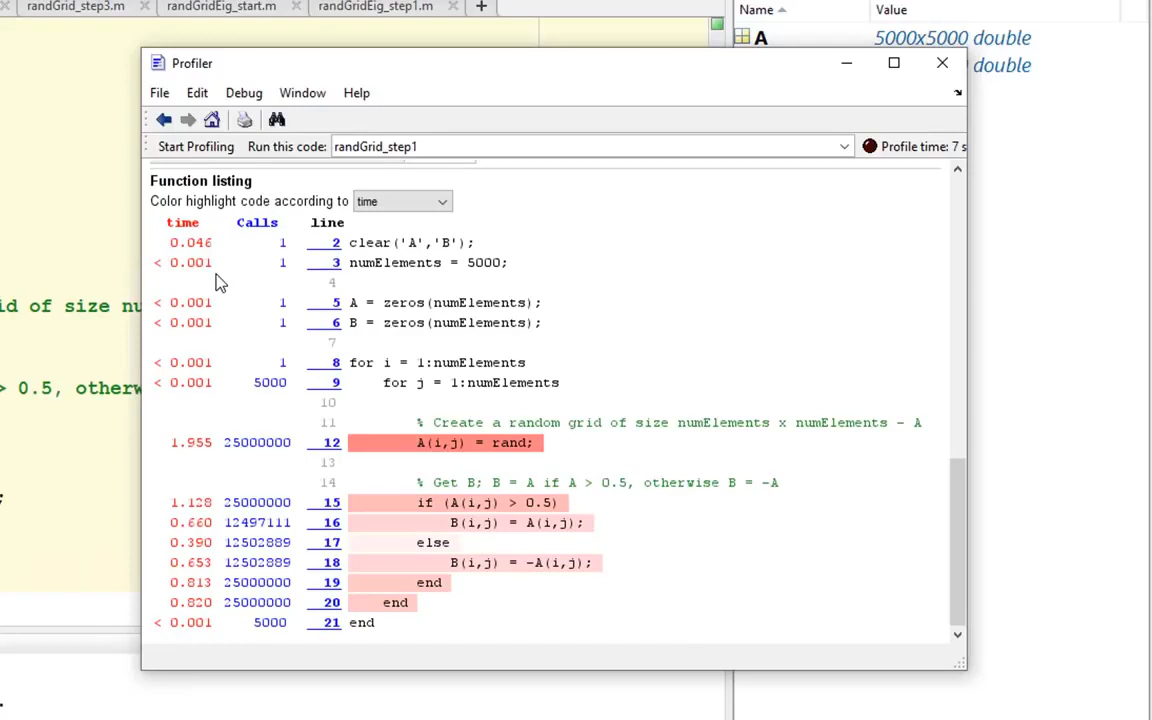 randGrid_step3.m randGridEig_start.m randGridEig_step1.m
Name Value
A 5000x5000 double
double
Profiler
File Edit Debug Window Help
Start Profiling Run this code: randGrid_step1 Profile time: 7 s
Function listing
Color highlight code according to time
time Calls line
0.046 1 2 clear('A','B');
< 0.001 1 3 numElements = 5000;
4
< 0.001 1 5 A = zeros(numElements);
< 0.001 1 6 B = zeros(numElements);
7
< 0.001 1 8 for i = 1:numElements
< 0.001 5000 9 for j = 1:numElements
10
11 % Create a random grid of size numElements x numElements - A
1.955 25000000 12 A(i,j) = rand;
13
14 % Get B; B = A if A > 0.5, otherwise B = -A
1.128 25000000 15 if (A(i,j) > 0.5)
0.660 12497111 16 B(i,j) = A(i,j);
0.390 12502889 17 else
0.653 12502889 18 B(i,j) = -A(i,j);
0.813 25000000 19 end
0.820 25000000 20 end
< 0.001 5000 21 end
id of size nu
> 0.5, otherw
;
.